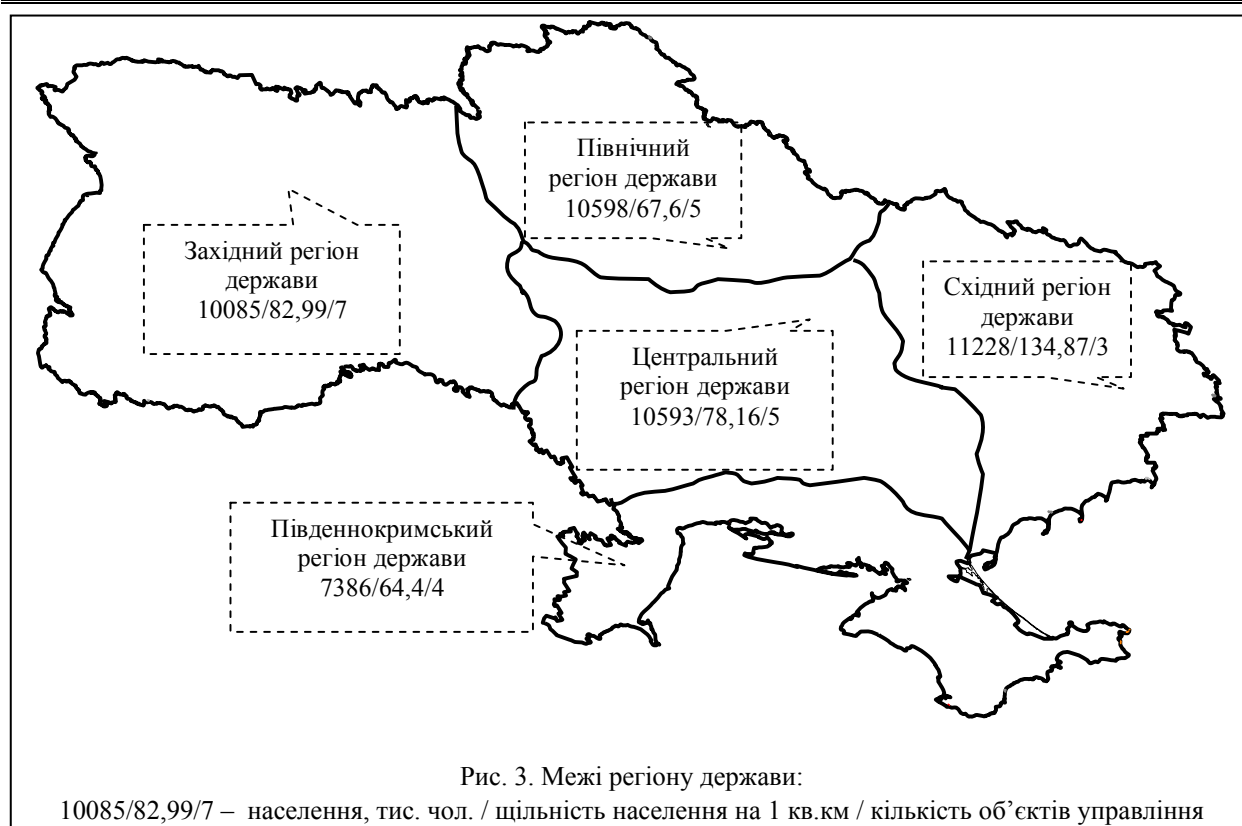 Північний
регіон держави
10598/67,6/5
Західний регіон
держави
10085/82,99/7
Східний регіон
держави
11228/134,87/3
Центральний
регіон держави
10593/78,16/5
Південнокримський
регіон держави
7386/64,4/4
Рис. 3. Межі регіону держави:
10085/82,99/7 – населення, тис. чол. / щільність населення на 1 кв.км / кількість об’єктів управління